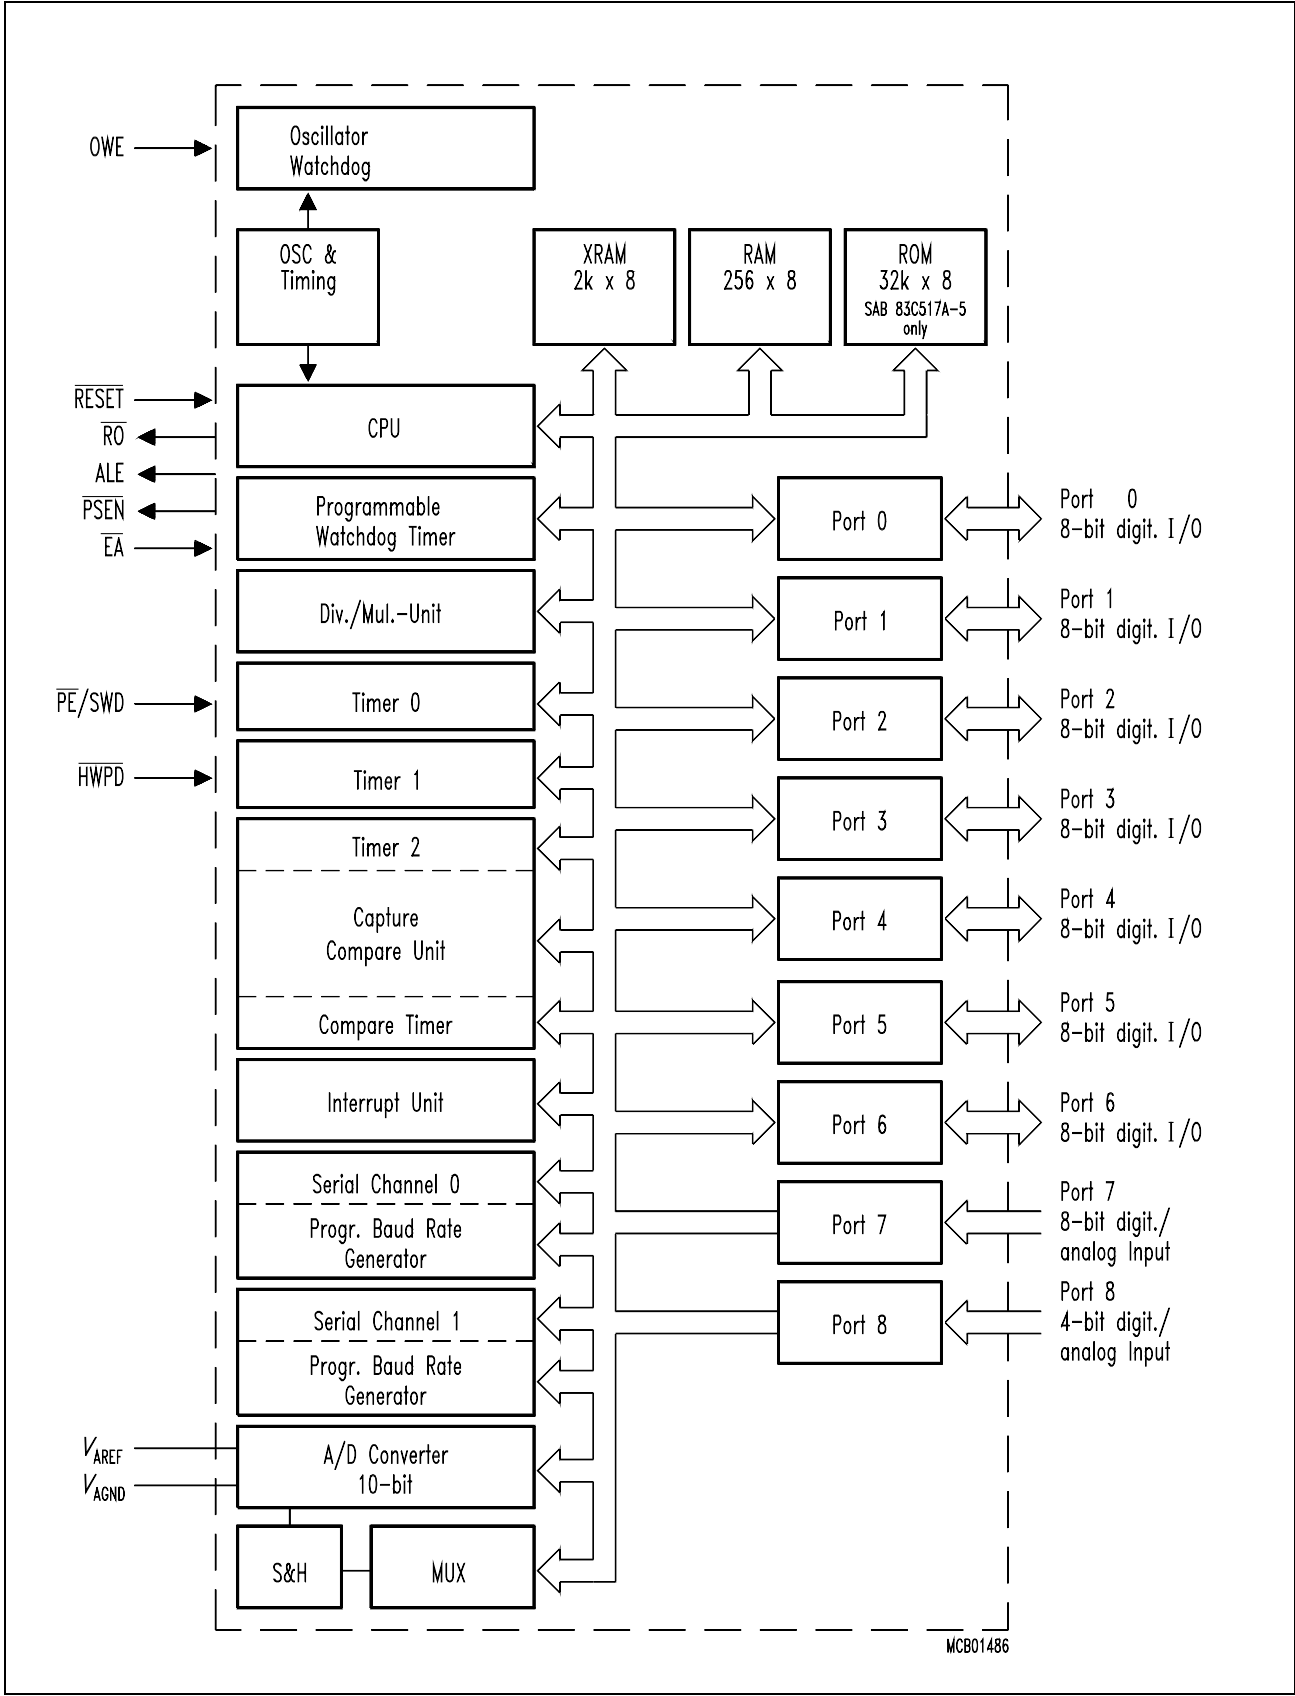 OWE
Oscillator
Watchdog
OSC &
Timing
XRAM
2k x 8
RAM
256 x 8
ROM
32k x 8
SAB 83C517A-5
only
RESET
RO
ALE
PSEN
EA
CPU
Programmable
Watchdog Timer
Div./Mul.-Unit
PE/SWD
Timer 0
HWPD
Timer 1
Timer 2
Capture
Compare Unit
Compare Timer
Interrupt Unit
Serial Channel 0
Progr. Baud Rate
Generator
Serial Channel 1
Progr. Baud Rate
Generator
VAREF
VAGND
A/D Converter
10-bit
S&H
MUX
Port 0
Port 0
8-bit digit. I/O
Port 1
Port 1
8-bit digit. I/O
Port 2
Port 2
8-bit digit. I/O
Port 3
Port 3
8-bit digit. I/O
Port 4
Port 4
8-bit digit. I/O
Port 5
Port 5
8-bit digit. I/O
Port 6
Port 6
8-bit digit. I/O
Port 7
Port 7
8-bit digit./
analog Input
Port 8
Port 8
4-bit digit./
analog Input
MCB01486